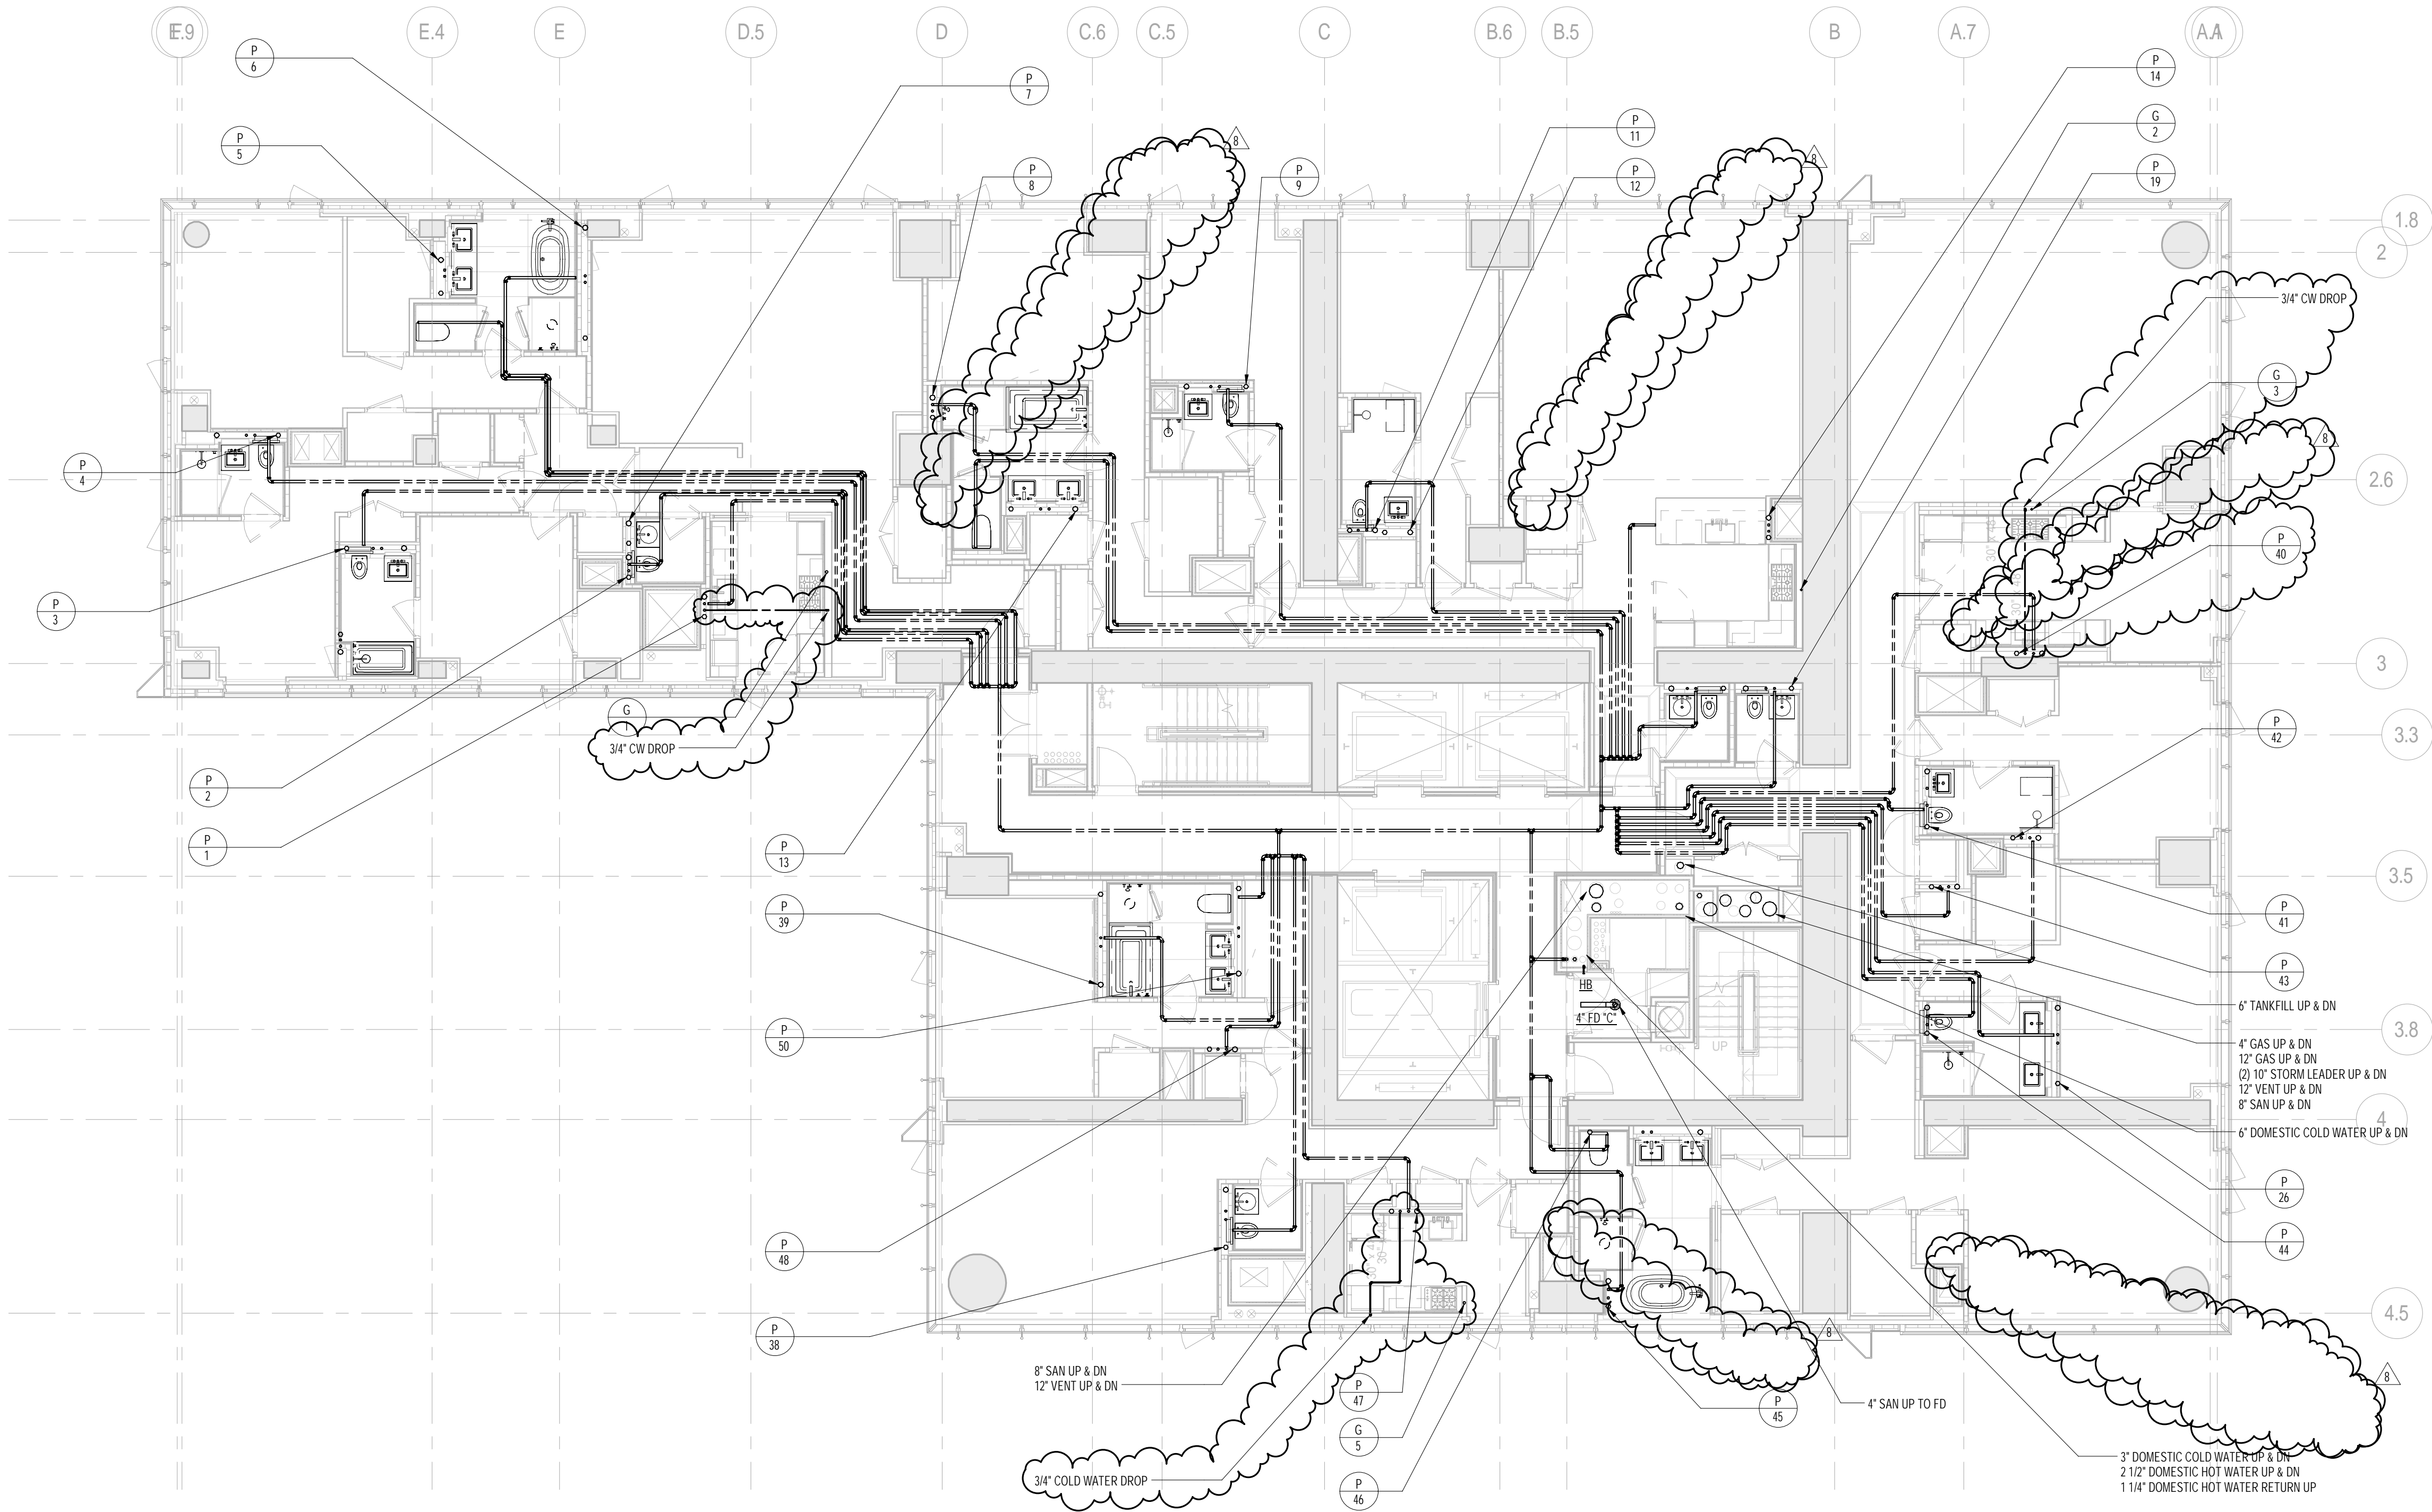 E.9
E.4
E
D.5
D
C.6
C.5
C
B.6
B.5
B
A.7
A.1
A
P
6
P
5
P
7
P
8
8
P
9
P
11
P
12
8
P
14
G
2
P
19
1.8
2
3/4" CW DROP
G
3
8
P
4
2.6
P
40
P
3
3
G
1
3/4" CW DROP
P
42
3.3
P
2
P
1
P
13
3.5
P
39
P
41
P
43
HB
6" TANKFILL UP & DN
4" FD "C"
UP
P
50
3.8
4" GAS UP & DN
12" GAS UP & DN
(2) 10" STORM LEADER UP & DN
12" VENT UP & DN
8" SAN UP & DN
4
6" DOMESTIC COLD WATER UP & DN
P
26
P
48
P
44
4.5
P
38
8
8" SAN UP & DN
12" VENT UP & DN
P
47
8
P
45
4" SAN UP TO FD
G
5
3/4" COLD WATER DROP
P
46
3" DOMESTIC COLD WATER UP & DN
2 1/2" DOMESTIC HOT WATER UP & DN
1 1/4" DOMESTIC HOT WATER RETURN UP